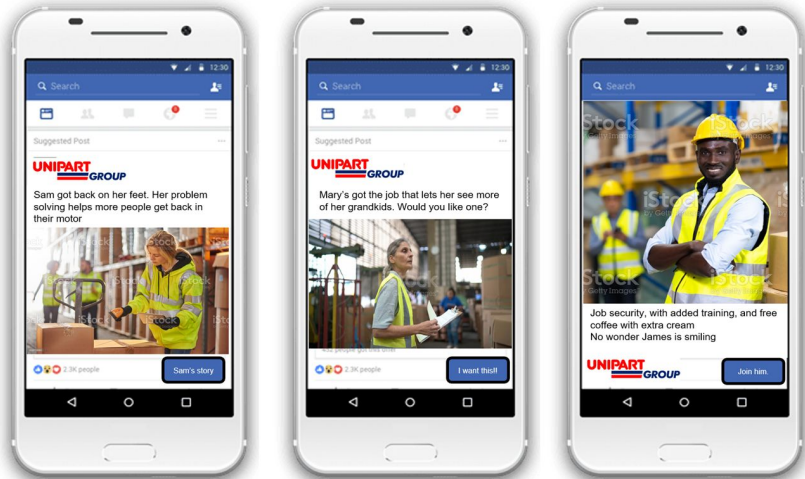 12:30
Search
Suggested Post
UNIPART
GROUP
Sam got back on her feet. Her problem
solving helps more people get back in
their motor
iStock
2.3K people
Sam's story
12:30
Search
Suggested Post
UNIPART
GROUP
Mary's got the job that lets her see more
of her grandkids. Would you like one?
2.3K people
I want this!!
12:30
Search
iStock
Getty Images
Job security, with added training, and free
coffee with extra cream
No wonder James is smiling
UNIPART
GROUP
Join him.